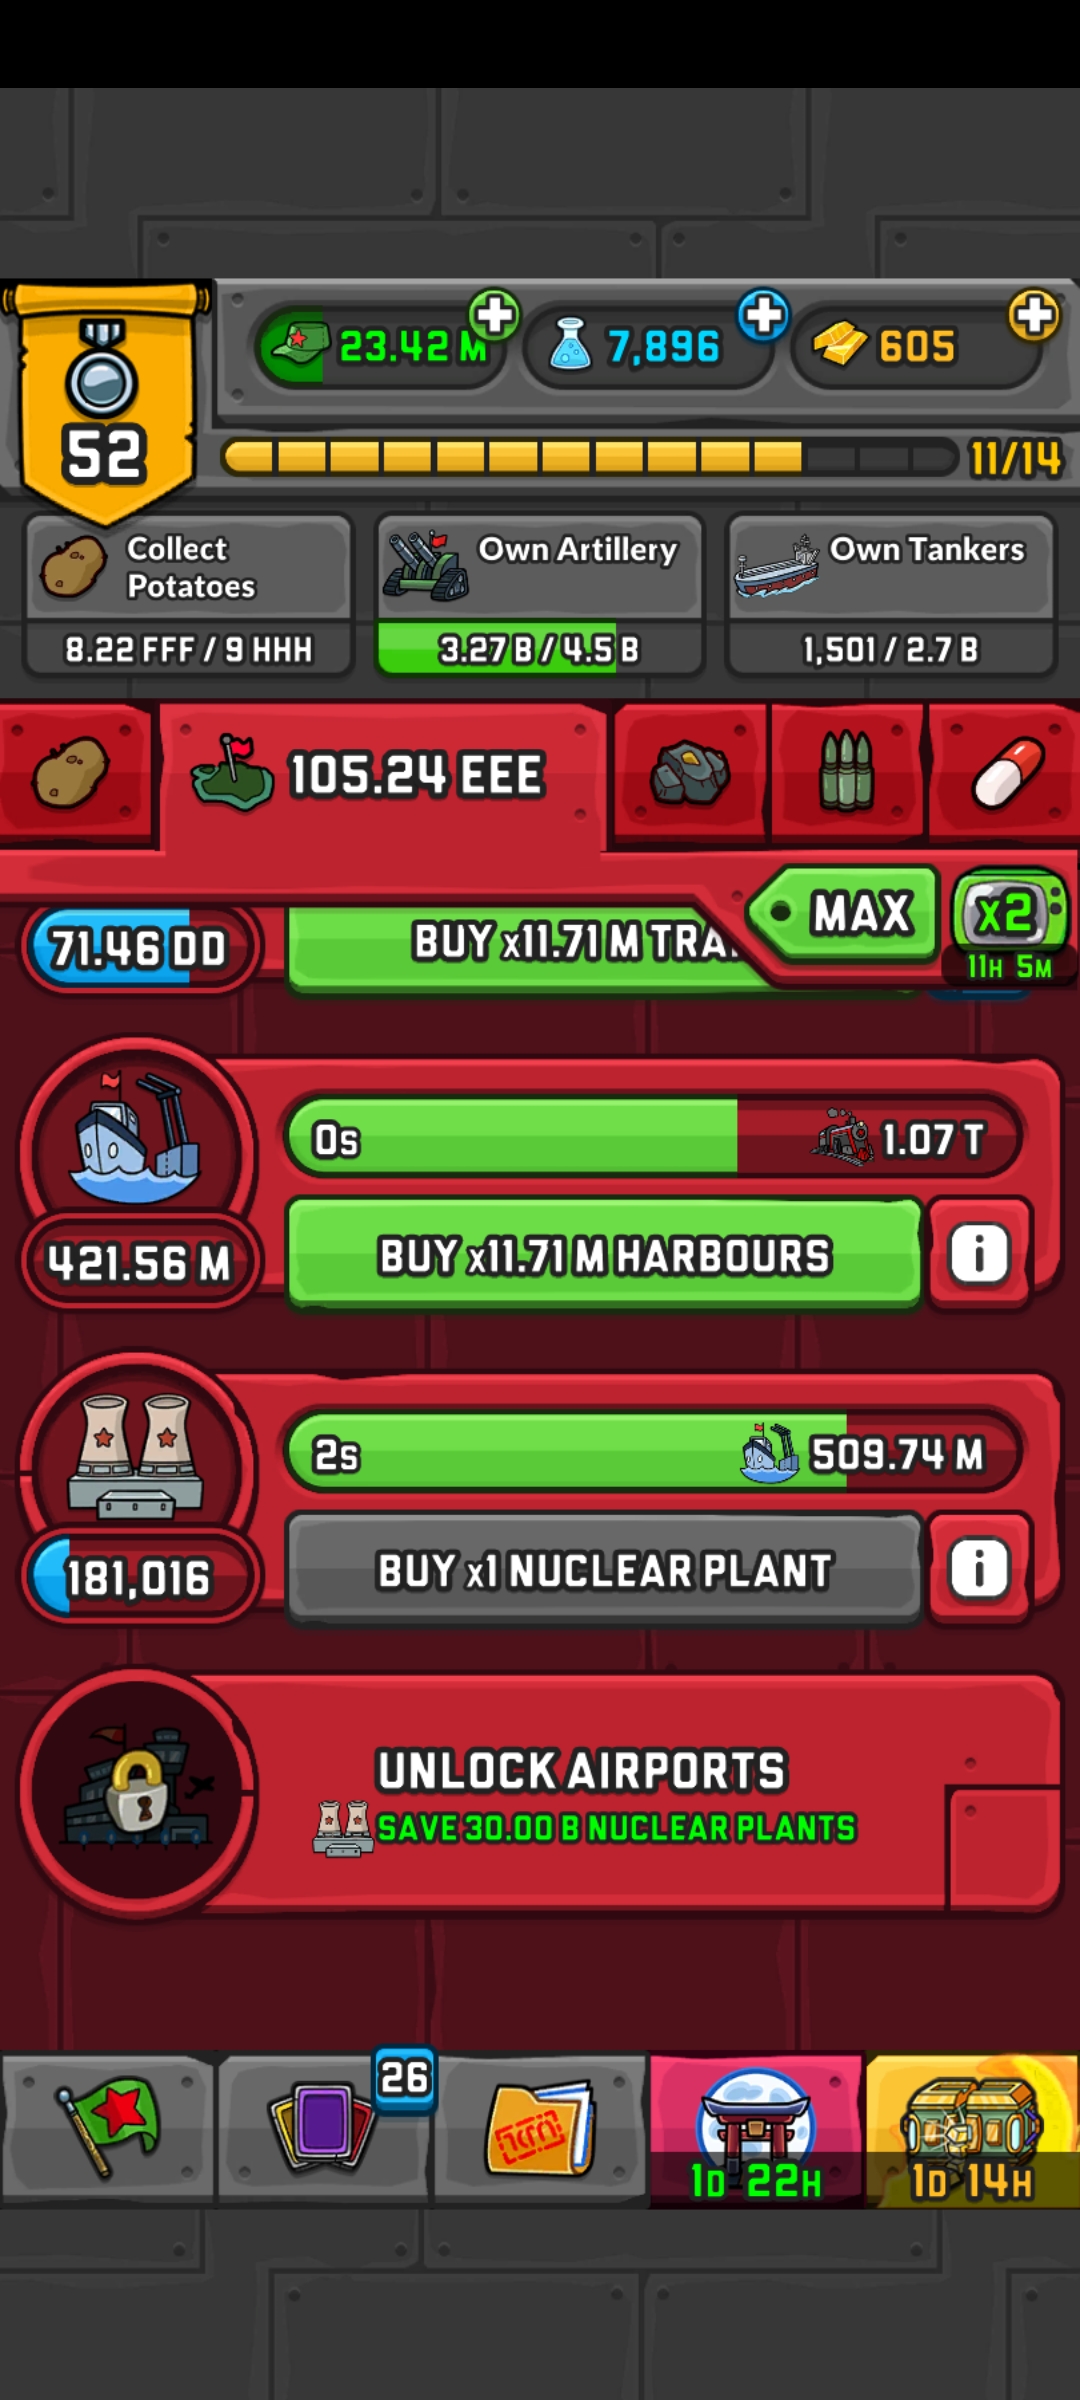 23.42 M
7,896
605
52
11/14
Collect
Potatoes
8.22 FFF / 9 HHH
Own Artillery
3.27 B / 4.5 B
Own Tankers
1,501 / 2.7 B
105.24 EEE
MAX
x2
11H 5M
71.46 DD
BUY x11.71 M
0s
1.07 T
421.56 M
BUY x11.71 M HARBOURS
i
2s
509.74 M
181,016
BUY x1 NUCLEAR PLANT
i
UNLOCK AIRPORTS
SAVE 30.00 B NUCLEAR PLANTS
26
1D 22H
1D 14H